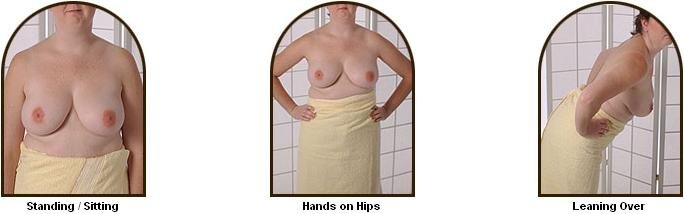 Standing / Sitting
Hands on Hips
Leaning Over